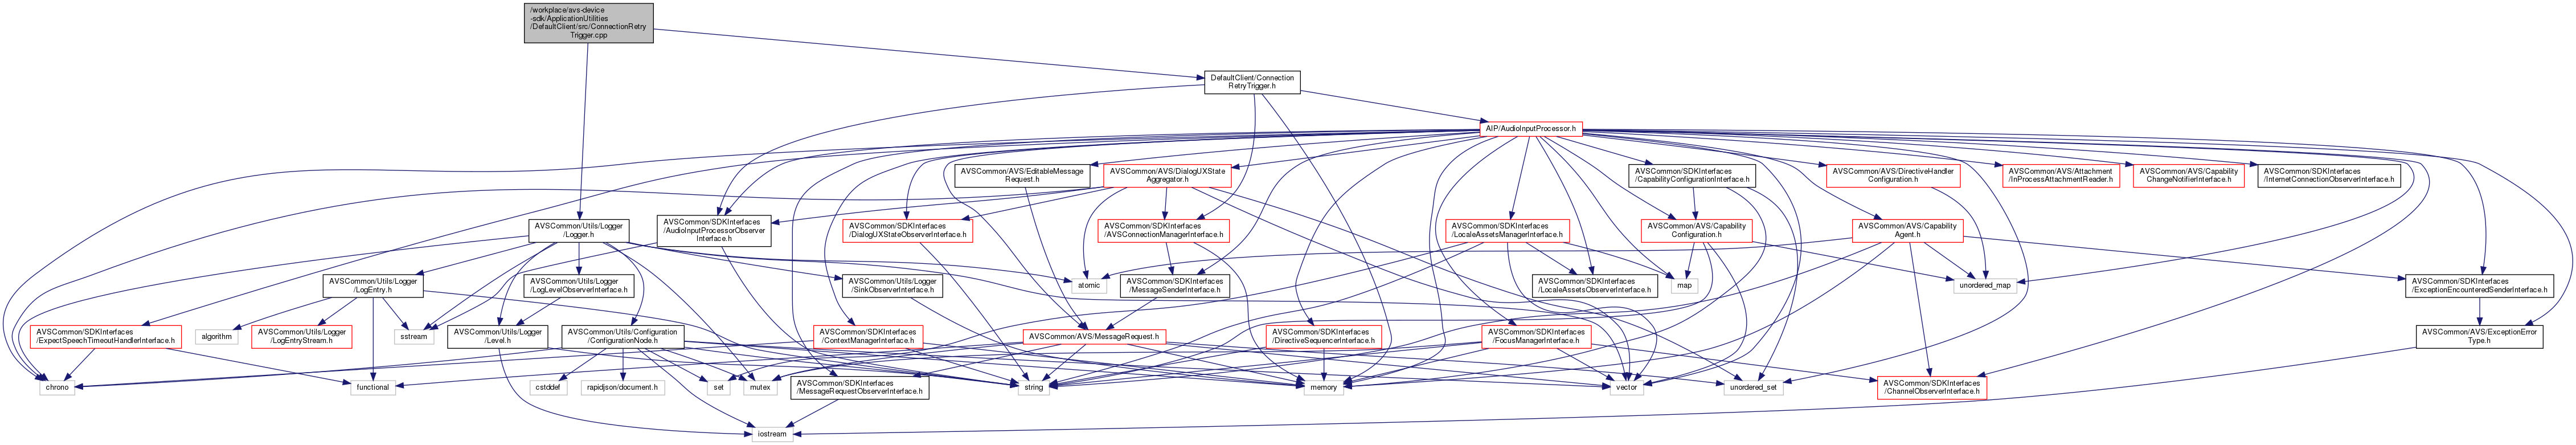 /workplace/avs-device
-sdk/ApplicationUtilities
/DefaultClient/src/ConnectionRetry
Trigger.cpp
DefaultClient/Connection
RetryTrigger.h
AIP/AudioInputProcessor.h
AVSCommon/AVS/EditableMessage
Request.h
AVSCommon/AVS/DialogUXState
Aggregator.h
AVSCommon/SDKInterfaces
/CapabilityConfigurationInterface.h
AVSCommon/AVS/DirectiveHandler
Configuration.h
AVSCommon/AVS/Attachment
/InProcessAttachmentReader.h
AVSCommon/AVS/Capability
ChangeNotifierInterface.h
AVSCommon/SDKInterfaces
/InternetConnectionObserverInterface.h
AVSCommon/Utils/Logger
/Logger.h
AVSCommon/SDKInterfaces
/AudioInputProcessorObserver
Interface.h
AVSCommon/SDKInterfaces
/DialogUXStateObserverInterface.h
AVSCommon/SDKInterfaces
/AVSConnectionManagerInterface.h
AVSCommon/SDKInterfaces
/LocaleAssetsManagerInterface.h
AVSCommon/AVS/Capability
Configuration.h
AVSCommon/AVS/Capability
Agent.h
AVSCommon/Utils/Logger
/LogEntry.h
AVSCommon/Utils/Logger
/LogLevelObserverInterface.h
AVSCommon/Utils/Logger
/SinkObserverInterface.h
atomic
AVSCommon/SDKInterfaces
/MessageSenderInterface.h
AVSCommon/SDKInterfaces
/LocaleAssetsObserverInterface.h
map
unordered_map
AVSCommon/SDKInterfaces
/ExceptionEncounteredSenderInterface.h
AVSCommon/SDKInterfaces
/ExpectSpeechTimeoutHandlerInterface.h
algorithm
AVSCommon/Utils/Logger
/LogEntryStream.h
sstream
AVSCommon/Utils/Logger
/Level.h
AVSCommon/Utils/Configuration
/ConfigurationNode.h
AVSCommon/SDKInterfaces
/ContextManagerInterface.h
AVSCommon/AVS/MessageRequest.h
AVSCommon/SDKInterfaces
/DirectiveSequencerInterface.h
AVSCommon/SDKInterfaces
/FocusManagerInterface.h
AVSCommon/AVS/ExceptionError
Type.h
chrono
functional
cstddef
rapidjson/document.h
set
mutex
AVSCommon/SDKInterfaces
/MessageRequestObserverInterface.h
string
memory
vector
unordered_set
AVSCommon/SDKInterfaces
/ChannelObserverInterface.h
iostream